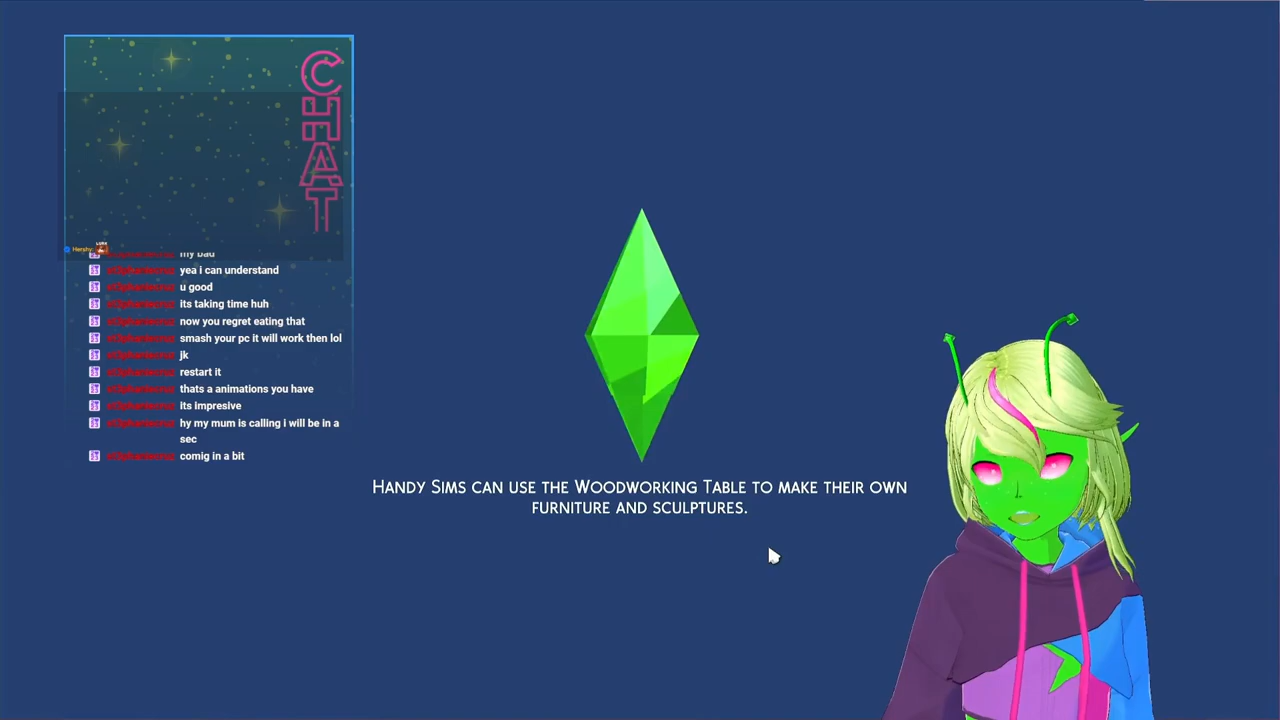 CHAT
Hershy:
my bad
yea i can understand
u good
its taking time huh
now you regret eating that
smash your pc it will work then lol
jk
restart it
thats a animations you have
its impresive
hy my mum is calling i will be in a
sec
comig in a bit
HANDY SIMS CAN USE THE WOODWORKING TABLE TO MAKE THEIR OWN
FURNITURE AND SCULPTURES.